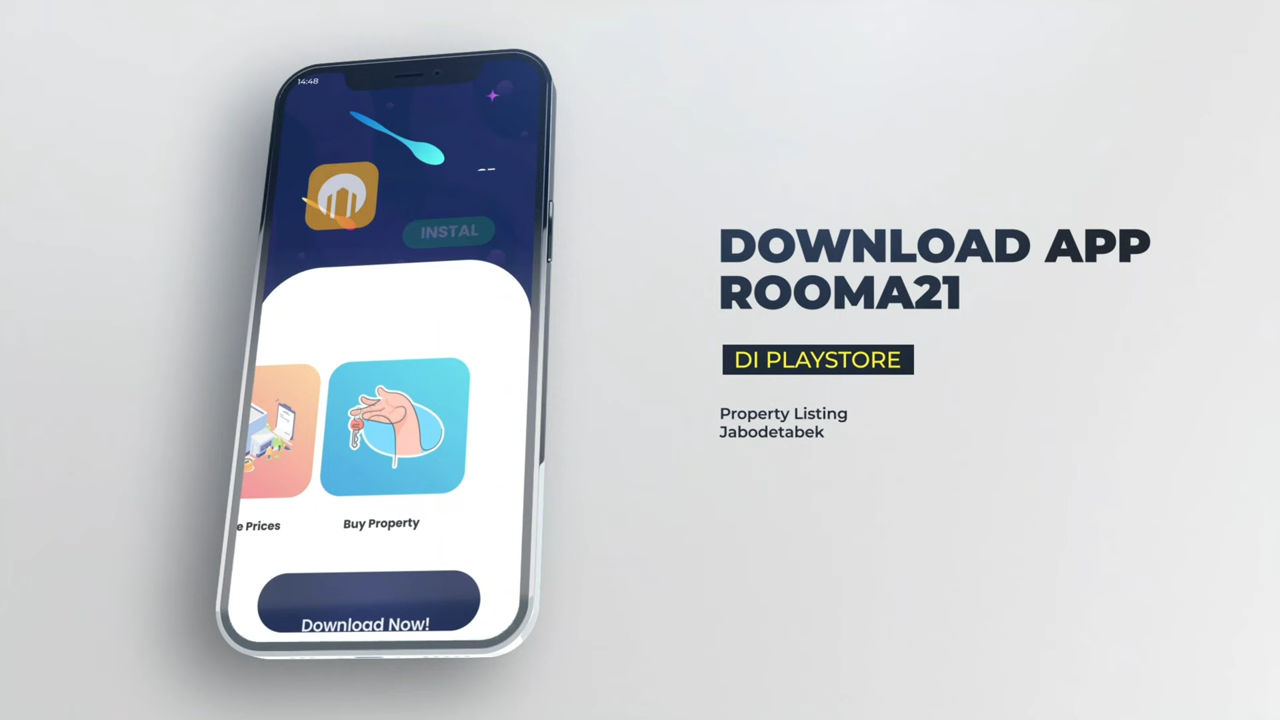 14:48
INSTAL
e Prices
Buy Property
Download Now!
DOWNLOAD APP
ROOMA21
DI PLAYSTORE
Property Listing
Jabodetabek